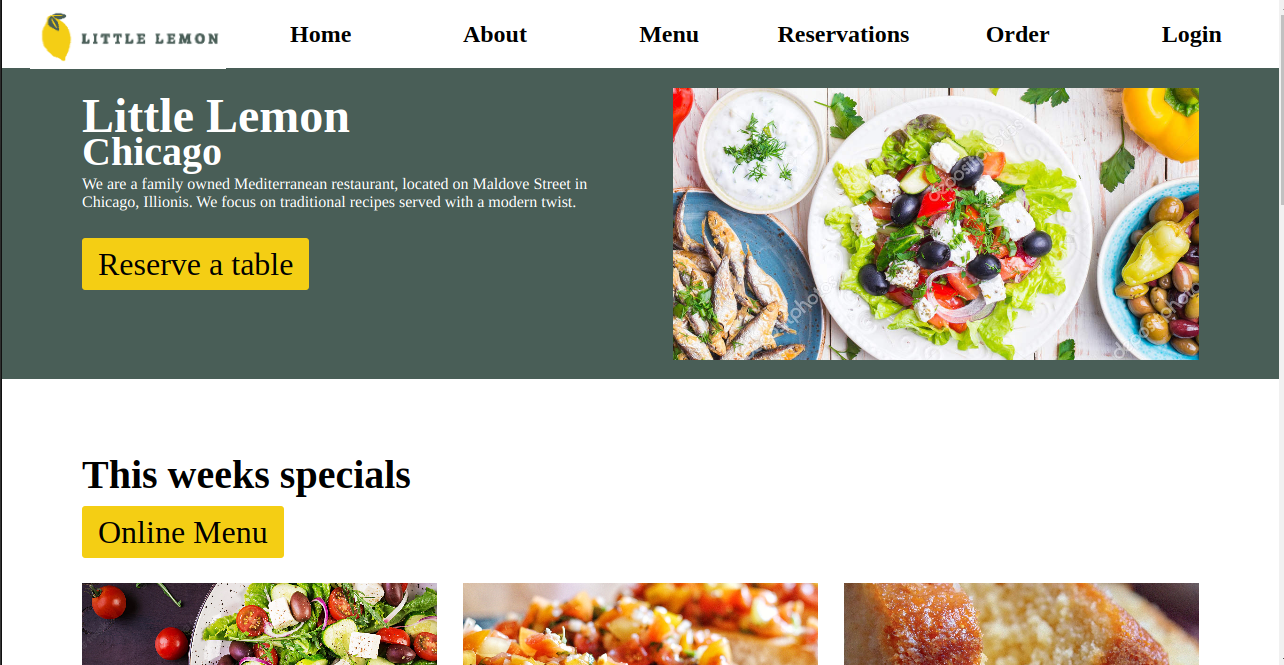 LITTLE LEMON
Home About Menu Reservations Order Login
Little Lemon
Chicago
We are a family owned Mediterranean restaurant, located on Maldove Street in
Chicago, Illionis. We focus on traditional recipes served with a modern twist.
Reserve a table
depositphotos
This weeks specials
Online Menu